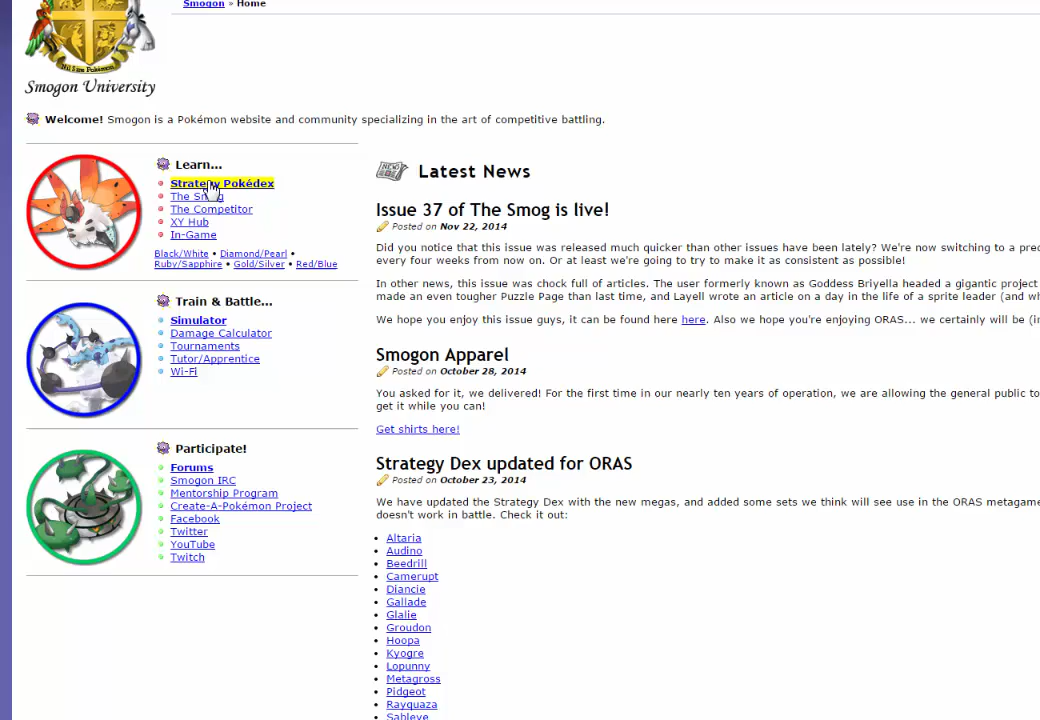 Smogon » Home
Smogon University
Welcome! Smogon is a Pokémon website and community specializing in the art of competitive battling.
Learn...
Strategy Pokédex
The Smog
The Competitor
XY Hub
In-Game
Black/White • Diamond/Pearl •
Ruby/Sapphire • Gold/Silver • Red/Blue
Train & Battle...
Simulator
Damage Calculator
Tournaments
Tutor/Apprentice
Wi-Fi
Participate!
Forums
Smogon IRC
Mentorship Program
Create-A-Pokémon Project
Facebook
Twitter
YouTube
Twitch
Latest News
Issue 37 of The Smog is live!
Posted on Nov 22, 2014
Did you notice that this issue was released much quicker than other issues have been lately? We're now switching to a pred
every four weeks from now on. Or at least we're going to try to make it as consistent as possible!
In other news, this issue was chock full of articles. The user formerly known as Goddess Briyella headed a gigantic project
made an even tougher Puzzle Page than last time, and Layell wrote an article on a day in the life of a sprite leader (and wh
We hope you enjoy this issue guys, it can be found here here. Also we hope you're enjoying ORAS... we certainly will be (in
Smogon Apparel
Posted on October 28, 2014
You asked for it, we delivered! For the first time in our nearly ten years of operation, we are allowing the general public to
get it while you can!
Get shirts here!
Strategy Dex updated for ORAS
Posted on October 23, 2014
We have updated the Strategy Dex with the new megas, and added some sets we think will see use in the ORAS metagame
doesn't work in battle. Check it out:
Altaria
Audino
Beedrill
Camerupt
Diancie
Gallade
Glalie
Groudon
Hoopa
Kyogre
Lopunny
Metagross
Pidgeot
Rayquaza
Sableye